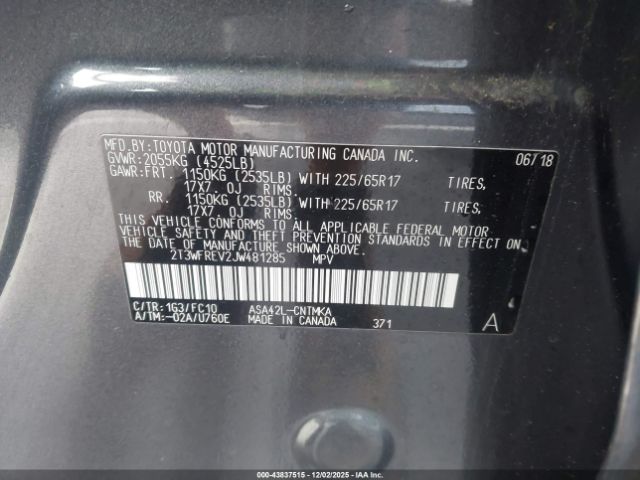 MFD.BY:TOYOTA MOTOR MANUFACTURING CANADA INC. 06/18
GVWR:2055KG (4525LB)
GAWR:FRT. 1150KG (2535LB) WITH 225/65R17 TIRES,
17X7.0J RIMS,
RR. 1150KG (2535LB) WITH 225/65R17 TIRES,
17X7.0J RIMS.
THIS VEHICLE CONFORMS TO ALL APPLICABLE FEDERAL MOTOR
VEHICLE SAFETY AND THEFT PREVENTION STANDARDS IN EFFECT ON
THE DATE OF MANUFACTURE SHOWN ABOVE.
2T3WFREV2JW481285 MPV
C/TR:1G3/FC10 ASA42L-CNTMKA
A/TM:-02A/U760E MADE IN CANADA 371 A
000-43837515 - 12/02/2025 - IAA Inc.